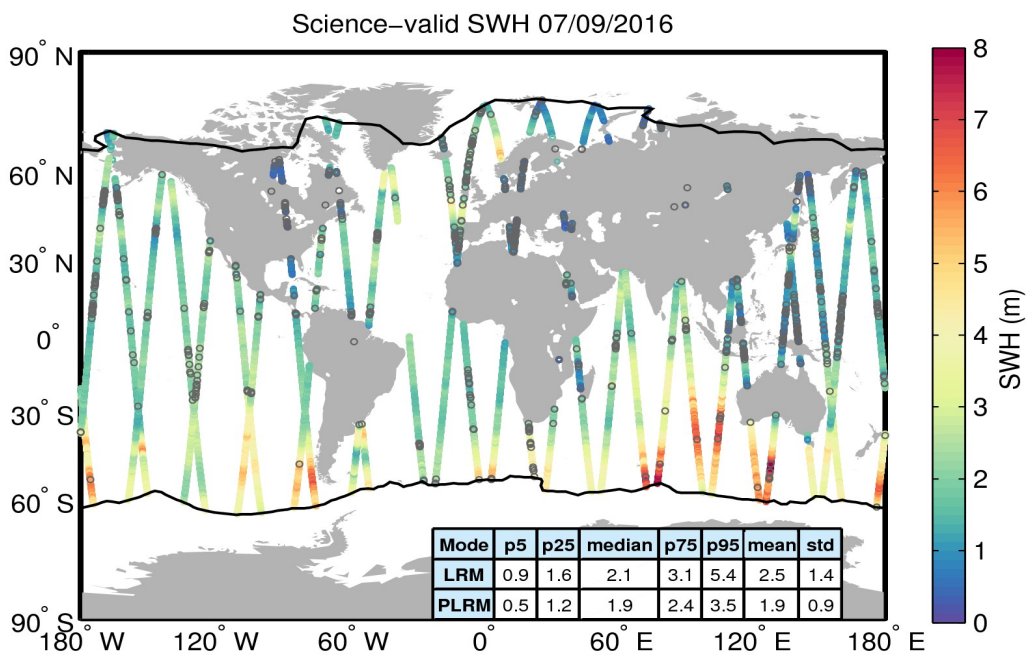 Science−valid SWH 07/09/2016
90° N
60° N
30° N
0°
30° S
60° S
90° S
180° W
120° W
60° W
0°
60° E
120° E
180° E
8
7
6
5
4
3
2
1
0
SWH (m)
Mode p5 p25 median p75 p95 mean std
LRM 0.9 1.6 2.1 3.1 5.4 2.5 1.4
PLRM 0.5 1.2 1.9 2.4 3.5 1.9 0.9